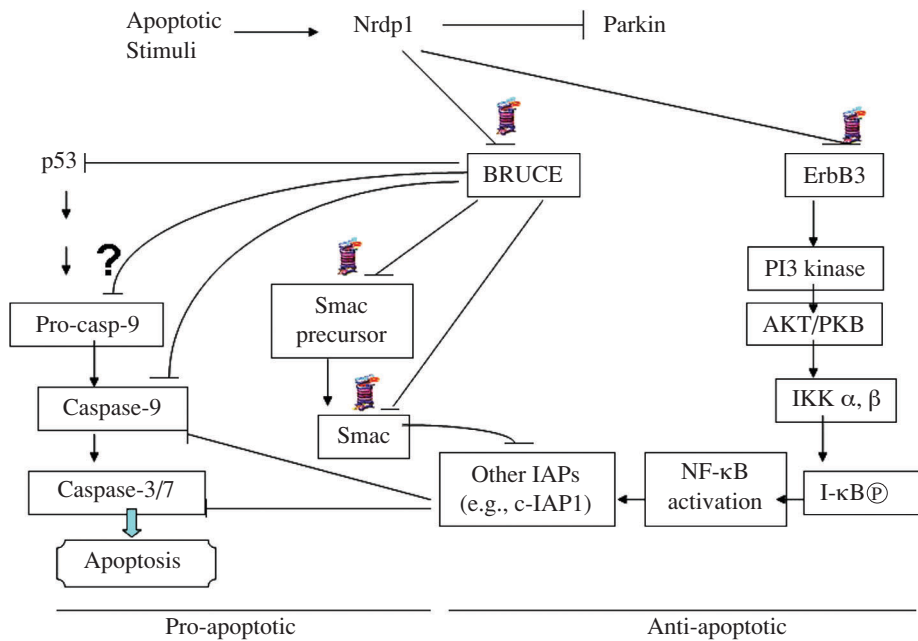 Apoptotic
Stimuli
Nrdp1
Parkin
p53
BRUCE
ErbB3
?
PI3 kinase
Smac
precursor
Pro-casp-9
AKT/PKB
Caspase-9
IKK α, β
Smac
Other IAPs
(e.g., c-IAP1)
NF-κB
activation
I-κBⓅ
Caspase-3/7
Apoptosis
Pro-apoptotic
Anti-apoptotic